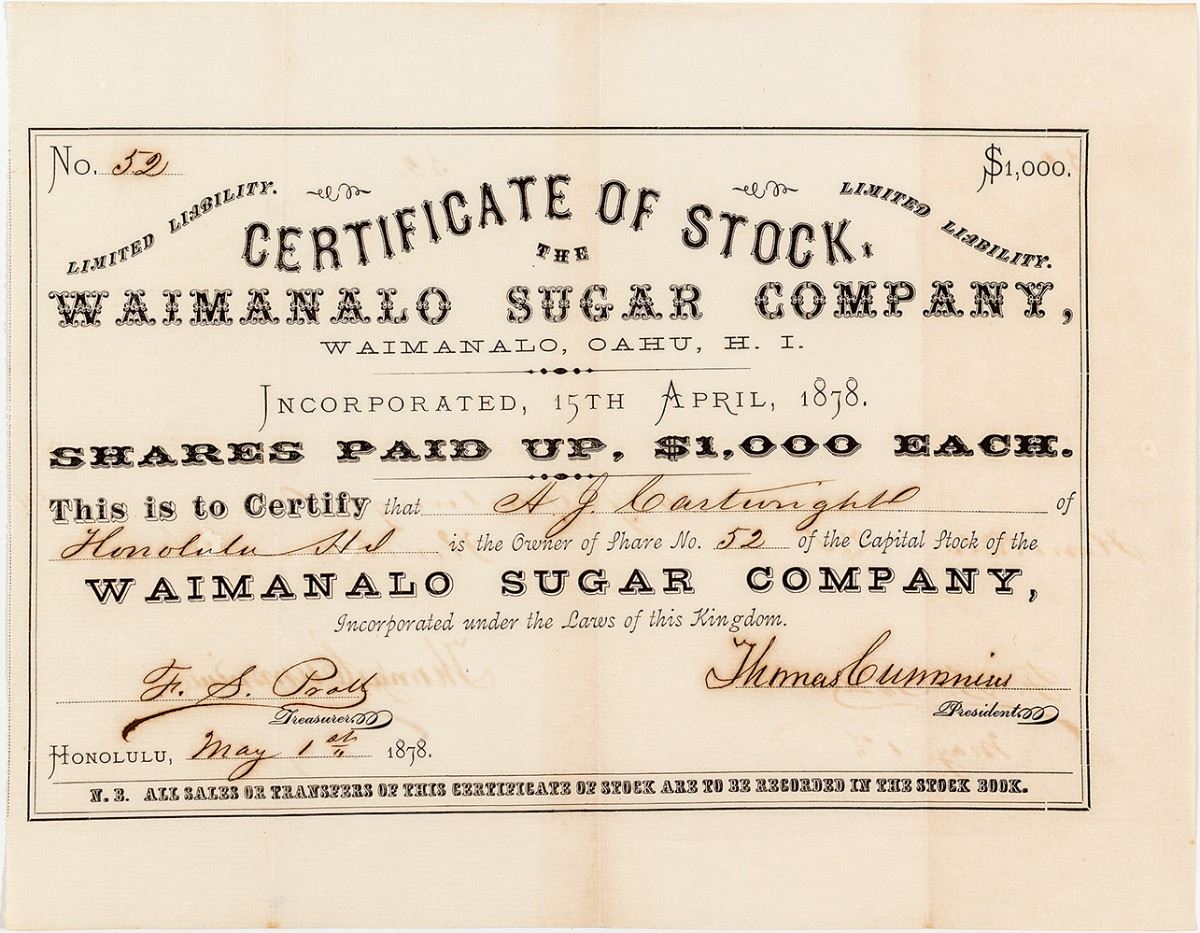 No. 52
$1,000.
LIMITED LIABILITY.
LIMITED LIABILITY.
CERTIFICATE OF STOCK.
THE
WAIMANALO SUGAR COMPANY,
WAIMANALO, OAHU, H. I.
INCORPORATED, 15TH APRIL, 1878.
SHARES PAID UP, $1,000 EACH.
This is to Certify that A J. Cartwright of
Honolulu HI is the Owner of Share No. 52 of the Capital Stock of the
WAIMANALO SUGAR COMPANY,
Incorporated under the Laws of this Kingdom.
F. S. Pratt
Treasurer
Thomas Cummins
President
HONOLULU, May 1st 1878.
N. B. ALL SALES OR TRANSFERS OF THIS CERTIFICATE OF STOCK ARE TO BE RECORDED IN THE STOCK BOOK.